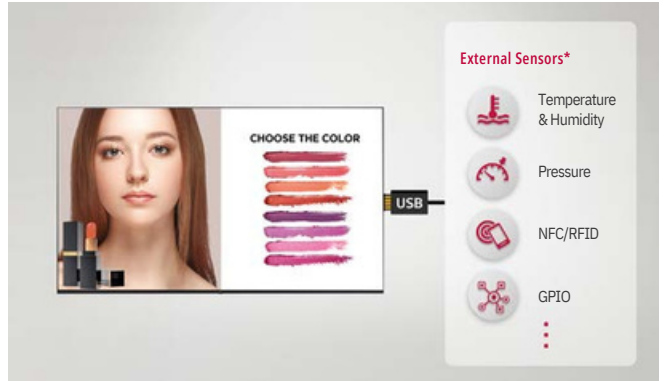 External Sensors*
Temperature
& Humidity
CHOOSE THE COLOR
Pressure
USB
NFC/RFID
GPIO